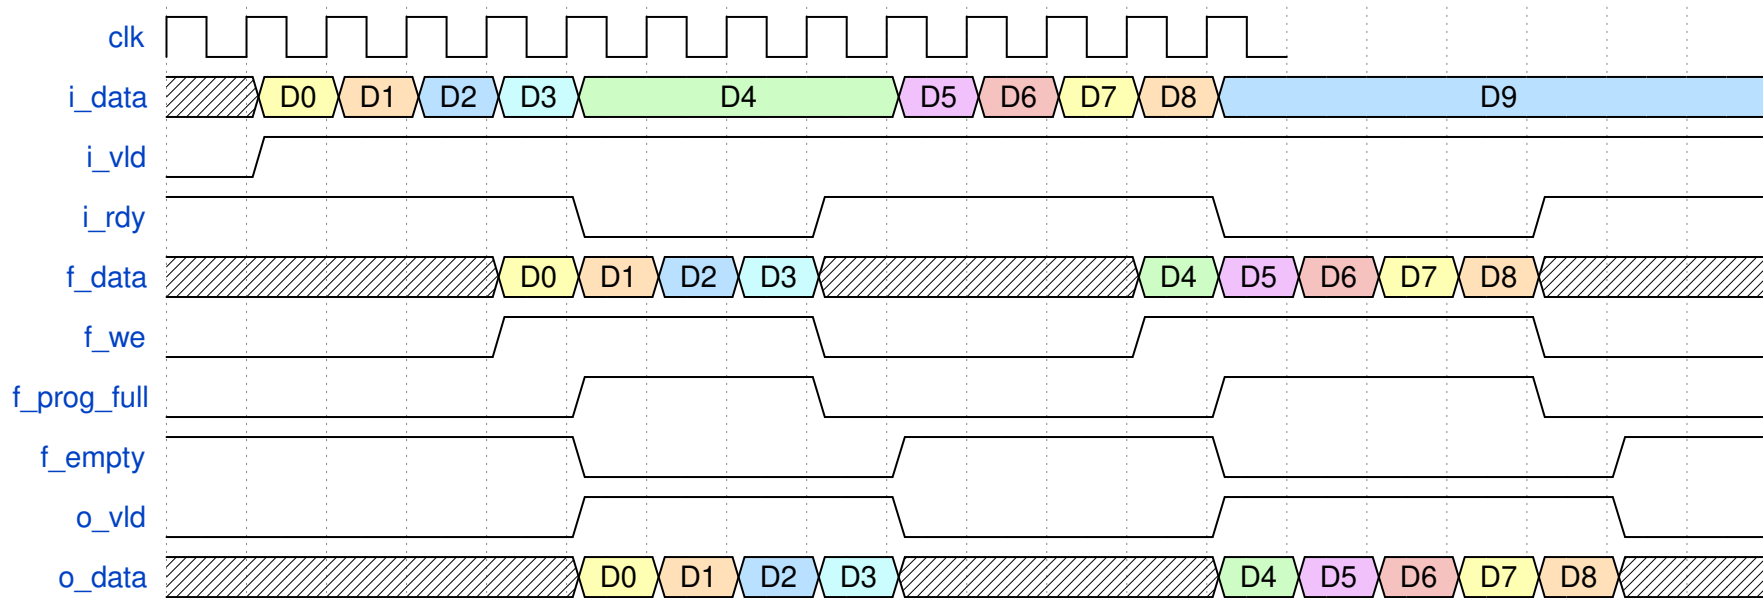 clk
i_data D0 D1 D2 D3 D4 D5 D6 D7 D8 D9
i_vld
i_rdy
f_data D0 D1 D2 D3 D4 D5 D6 D7 D8
f_we
f_prog_full
f_empty
o_vld
o_data D0 D1 D2 D3 D4 D5 D6 D7 D8